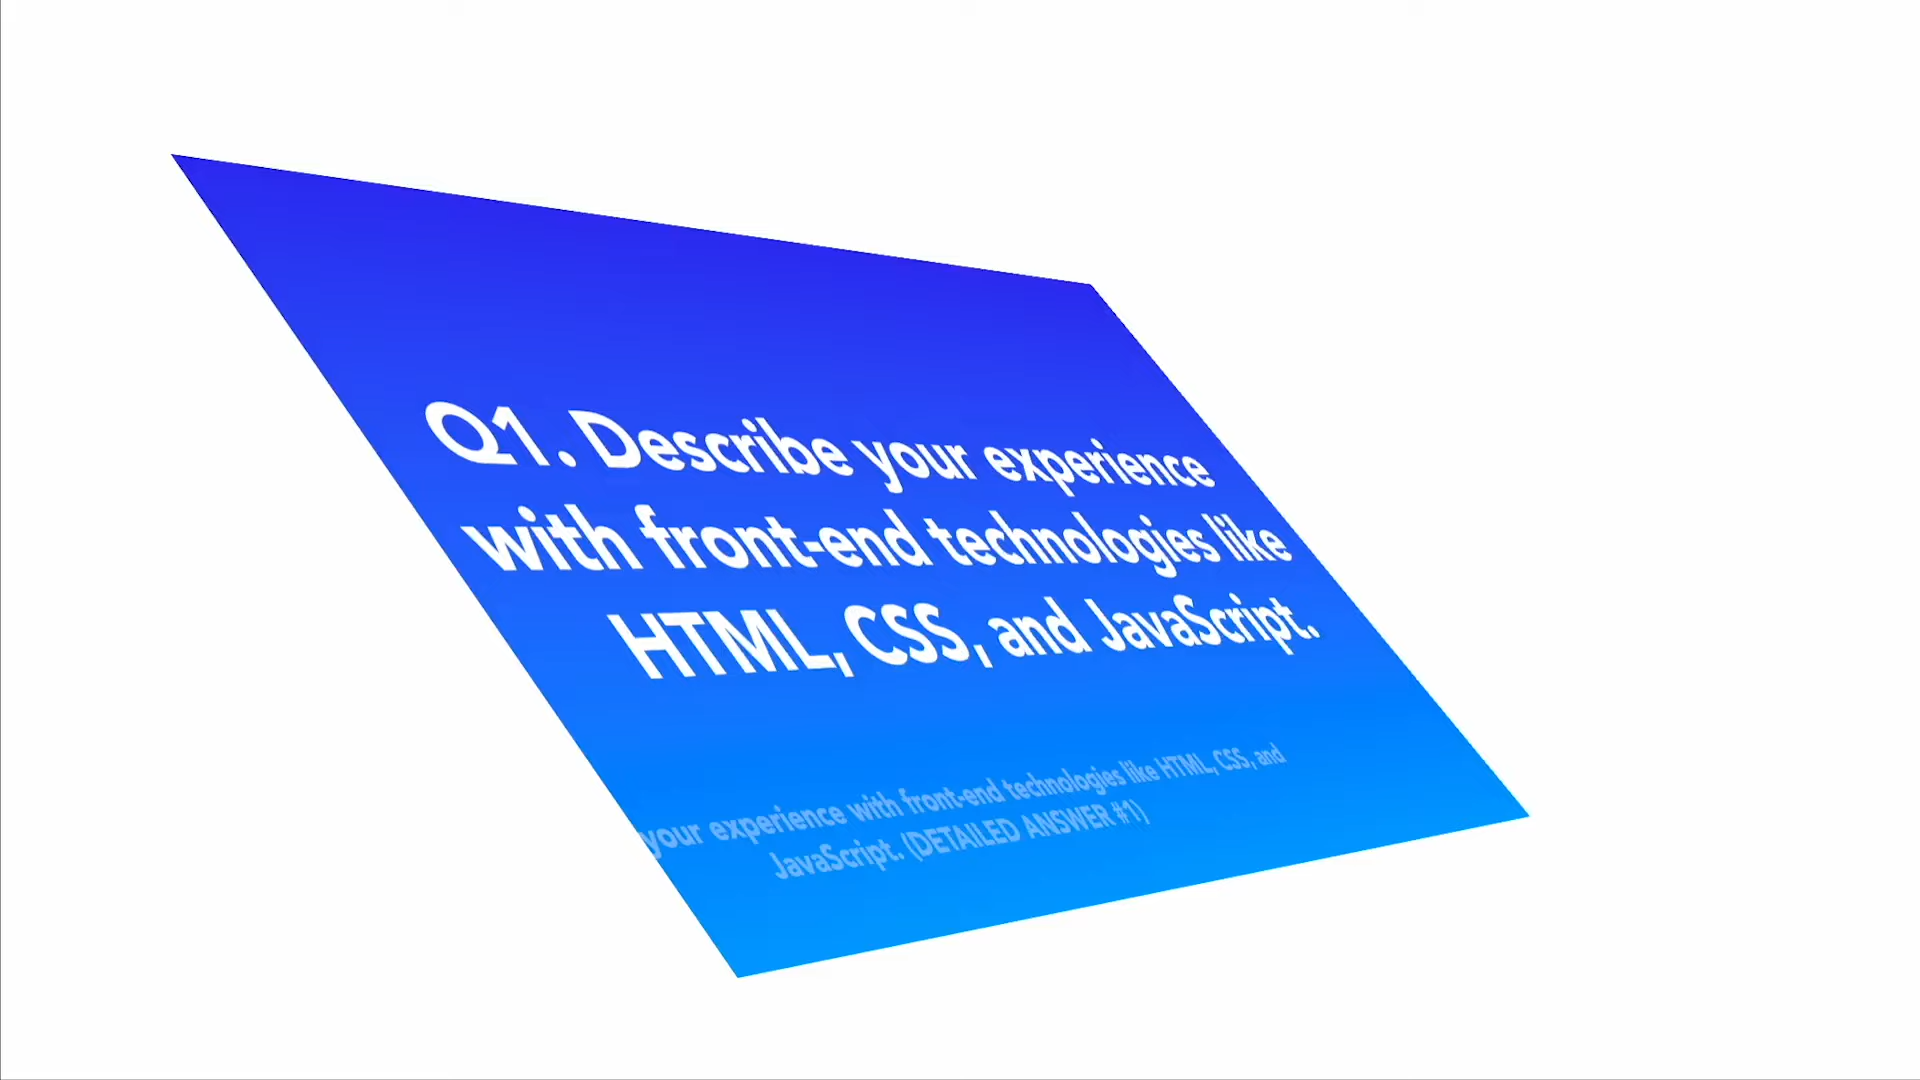 Q1. Describe your experience
with front-end technologies like
HTML, CSS, and JavaScript.
your experience with front-end technologies like HTML, CSS, and
JavaScript. (DETAILED ANSWER #1)